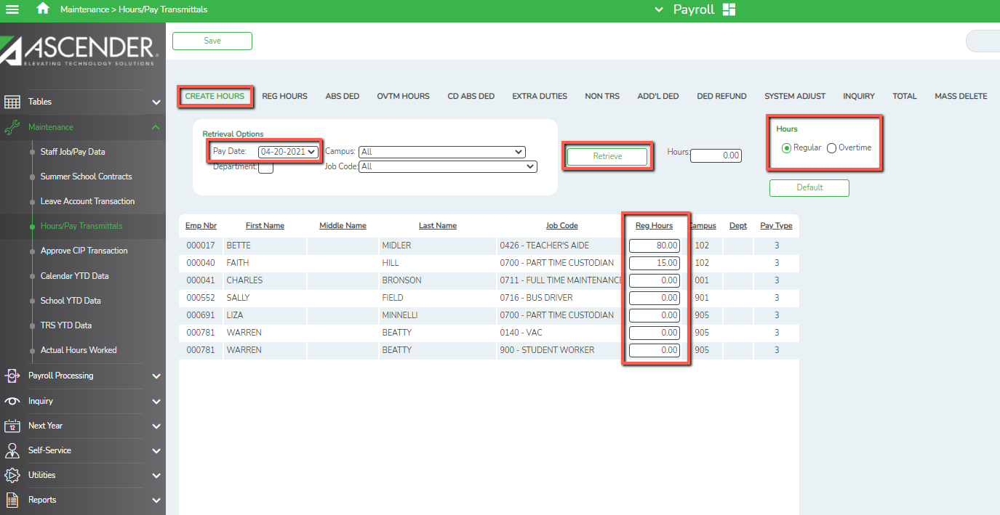 Maintenance > Hours/Pay Transmittals
Payroll
ASCENDER®
ELEVATING TECHNOLOGY SOLUTIONS
Tables
Maintenance
Staff Job/Pay Data
Summer School Contracts
Leave Account Transaction
Hours/Pay Transmittals
Approve CIP Transaction
Calendar YTD Data
School YTD Data
TRS YTD Data
Actual Hours Worked
Payroll Processing
Inquiry
12
Next Year
Self-Service
Utilities
Reports
Save
CREATE HOURS REG HOURS ABS DED OVTM HOURS CD ABS DED EXTRA DUTIES NON TRS ADD'L DED DED REFUND SYSTEM ADJUST INQUIRY TOTAL MASS DELETE
Retrieval Options
Pay Date: 04-20-2021 Campus: All
Department: Job Code: All
Retrieve
Hours: 0.00
Hours
Regular Overtime
Default
Emp Nbr First Name Middle Name Last Name Job Code Reg Hours ampus Dept Pay Type
000017 BETTE MIDLER 0426 - TEACHER'S AIDE 80.00 102 3
000040 FAITH HILL 0700 - PART TIME CUSTODIAN 15.00 102 3
000041 CHARLES BRONSON 0711 - FULL TIME MAINTENANCE 0.00 001 3
000552 SALLY FIELD 0716 - BUS DRIVER 0.00 901 3
000691 LIZA MINNELLI 0700 - PART TIME CUSTODIAN 0.00 905 3
000781 WARREN BEATTY 0140 - VAC 0.00 905 3
000781 WARREN BEATTY 900 - STUDENT WORKER 0.00 905 3